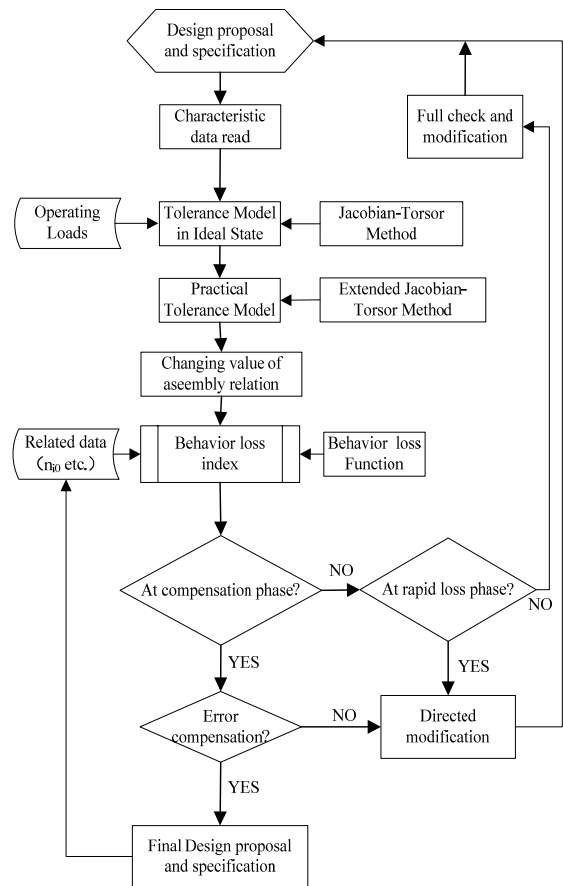 Design proposal
and specification
Full check and
modification
Characteristic
data read
Operating
Loads
Tolerance Model
in Ideal State
Jacobian-Torsor
Method
Practical
Tolerance Model
Extended Jacobian-
Torsor Method
Changing value of
aseembly relation
Related data
(nᵢ₀ etc.)
Behavior loss
index
Behavior loss
Function
At compensation phase?
NO
At rapid loss phase?
NO
YES
YES
Error
compensation?
NO
Directed
modification
YES
Final Design proposal
and specification